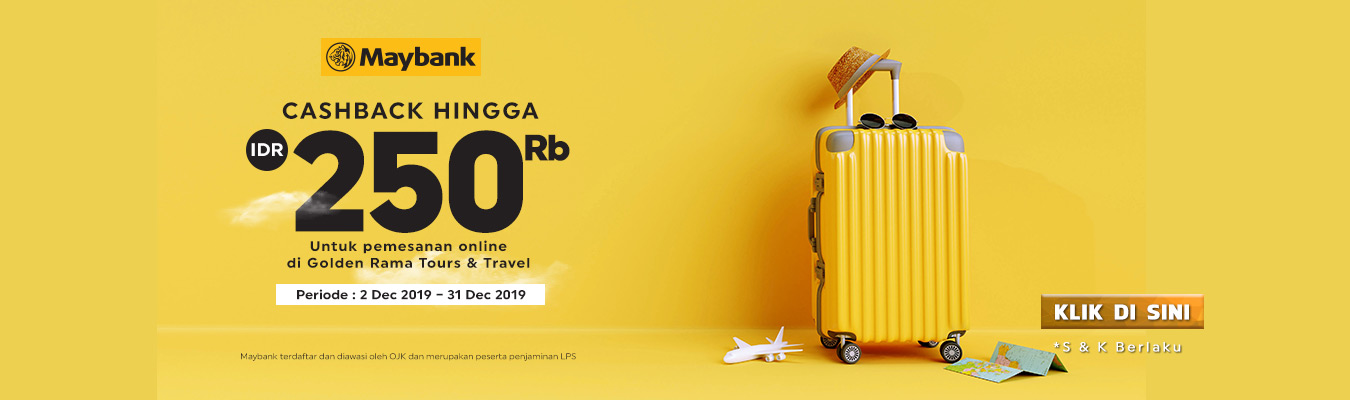 Maybank
CASHBACK HINGGA
IDR 250 Rb
Untuk pemesanan online
di Golden Rama Tours & Travel
Periode : 2 Dec 2019 – 31 Dec 2019
Maybank terdaftar dan diawasi oleh OJK dan merupakan peserta penjaminan LPS
KLIK DI SINI
*S & K Berlaku